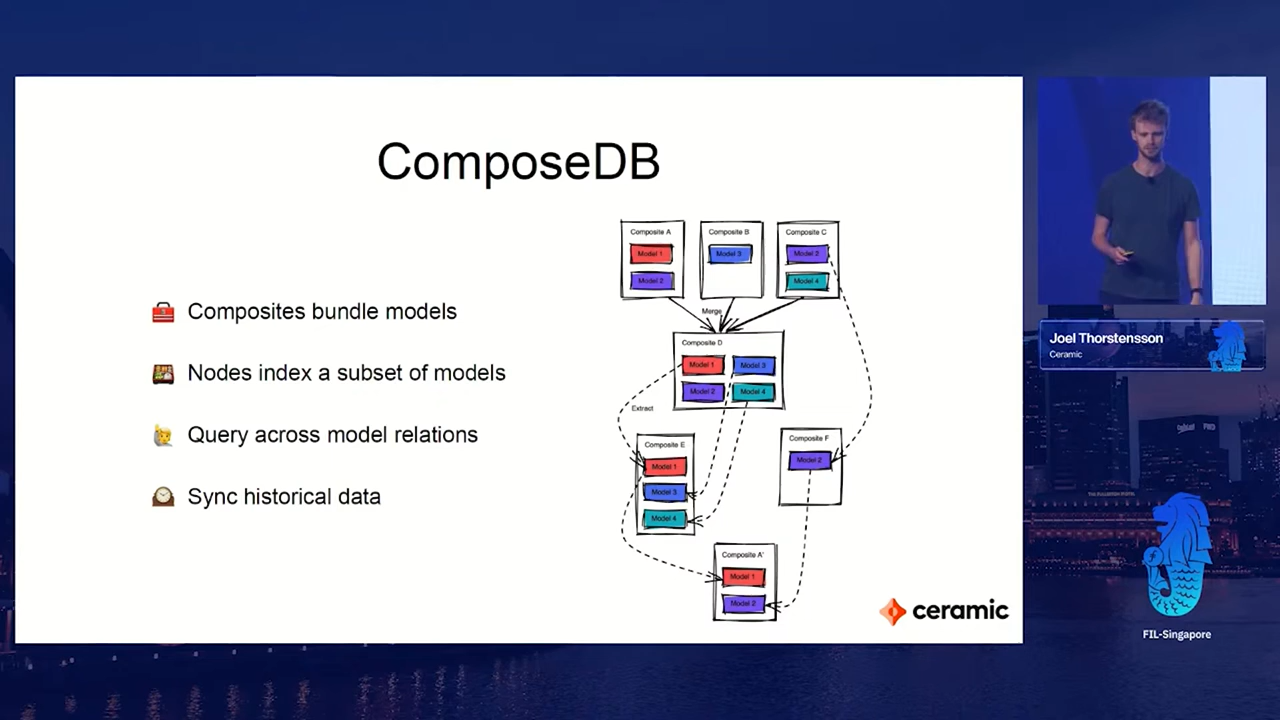 ComposeDB
Composites bundle models
Nodes index a subset of models
Query across model relations
Sync historical data
Composite A
Model 1
Model 2
Composite B
Model 3
Composite C
Model 2
Model 4
Merge
Composite D
Model 1
Model 3
Model 2
Model 4
Extract
Composite E
Model 1
Model 3
Model 4
Composite F
Model 2
Composite A'
Model 1
Model 2
ceramic
Joel Thorstensson
Ceramic
FIL-Singapore